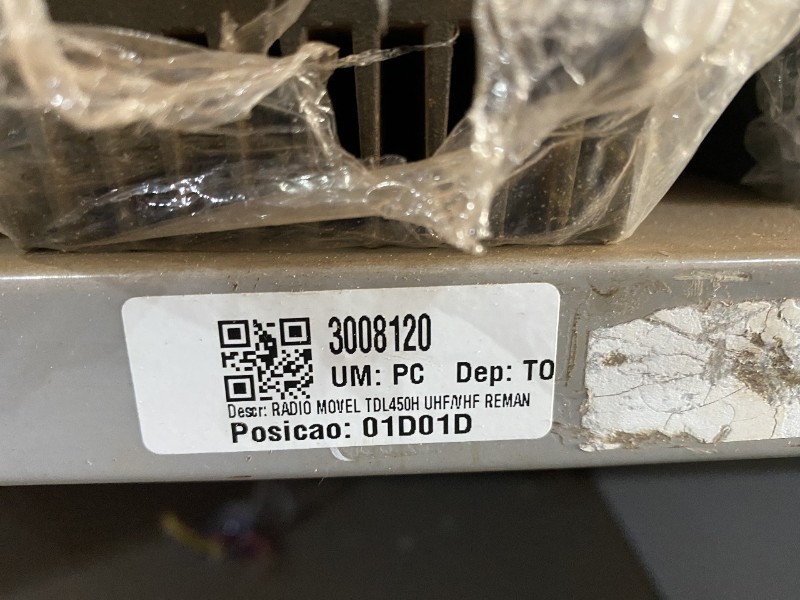 3008120
UM: PC Dep: TO
Descr: RADIO MOVEL TDL450H UHF/VHF REMAN
Posicao: 01D01D